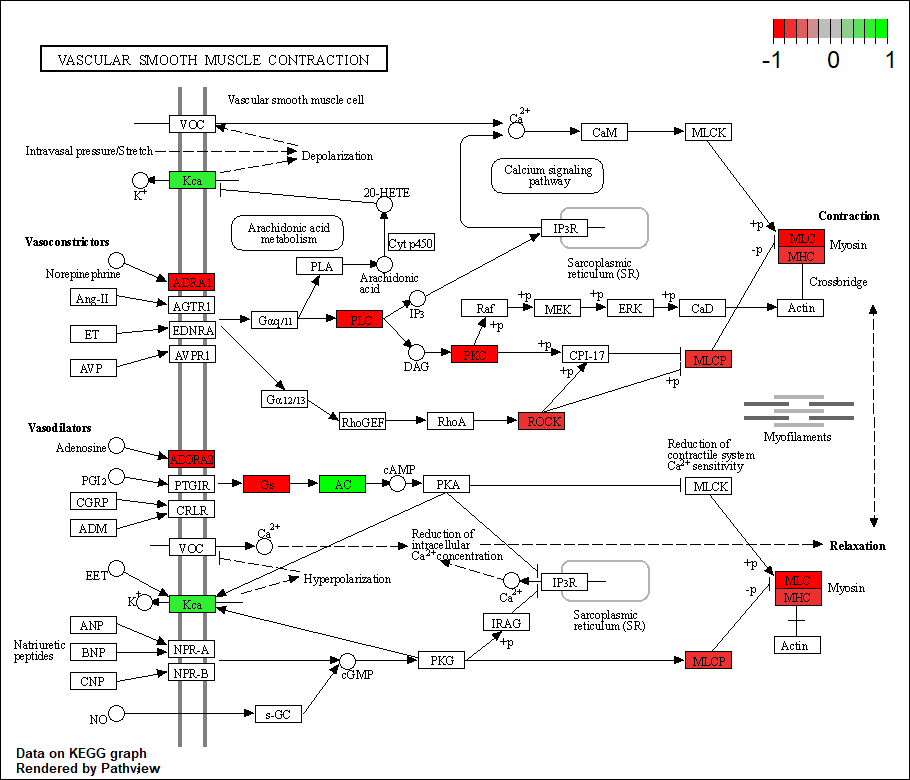 -1 0 1
VASCULAR SMOOTH MUSCLE CONTRACTION
Vascular smooth muscle cell
VOC
Ca2+
CaM
MLCK
Intravasal pressure/Stretch
Depolarization
Calcium signaling
pathway
Kca
K+
20-HETE
Arachidonic acid
metabolism
Cyt p450
IP3R
+p
-p
Contraction
MLC
MHC
Myosin
Vasoconstrictors
Norepinephrine
ADRA1
PLA
Arachidonic
acid
Sarcoplasmic
reticulum (SR)
Crossbridge
Ang-II
AGTR1
IP3
Raf
+p
MEK
+p
ERK
+p
CaD
Actin
ET
EDNRA
Gαq/11
PLC
+p
AVP
AVPR1
DAG
PKC
+p
CPI-17
MLCP
+p
+p
Gα12/13
RhoGEF
RhoA
ROCK
Myofilaments
Vasodilators
Adenosine
ADORA2
Reduction of
contractile system
Ca2+ sensitivity
PGI2
PTGIR
Gs
AC
cAMP
PKA
MLCK
CGRP
CRLR
ADM
VOC
Ca2+
Reduction of
intracellular
Ca2+ concentration
Relaxation
EET
Hyperpolarization
K+
Kca
Ca2+
IP3R
+p
-p
MLC
MHC
Myosin
Sarcoplasmic
reticulum (SR)
IRAG
+p
Actin
Natriuretic
peptides
ANP
BNP
CNP
NPR-A
NPR-B
cGMP
PKG
MLCP
NO
s-GC
Data on KEGG graph
Rendered by Pathview